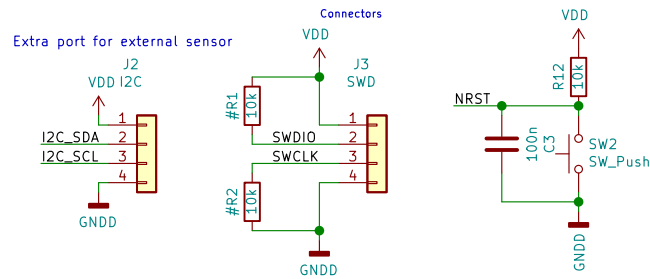 Connectors
Extra port for external sensor
J2
I2C
VDD
1
I2C_SDA
2
I2C_SCL
3
4
GNDD
VDD
J3
SWD
#R1
10k
1
SWDIO
2
SWCLK
3
#R2
10k
4
GNDD
VDD
R12
10k
NRST
100n
C3
SW2
SW_Push
GNDD